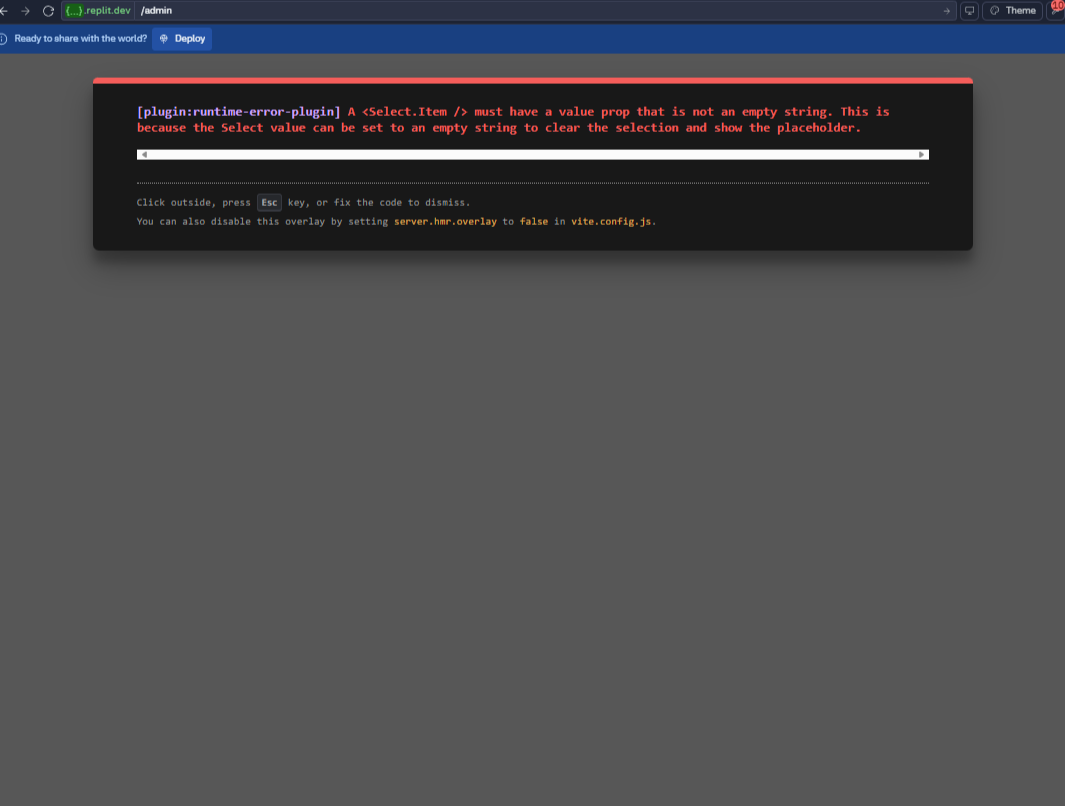 {...}.replit.dev /admin Theme 10
Ready to share with the world? Deploy
[plugin:runtime-error-plugin] A <Select.Item /> must have a value prop that is not an empty string. This is
because the Select value can be set to an empty string to clear the selection and show the placeholder.
Click outside, press Esc key, or fix the code to dismiss.
You can also disable this overlay by setting server.hmr.overlay to false in vite.config.js.